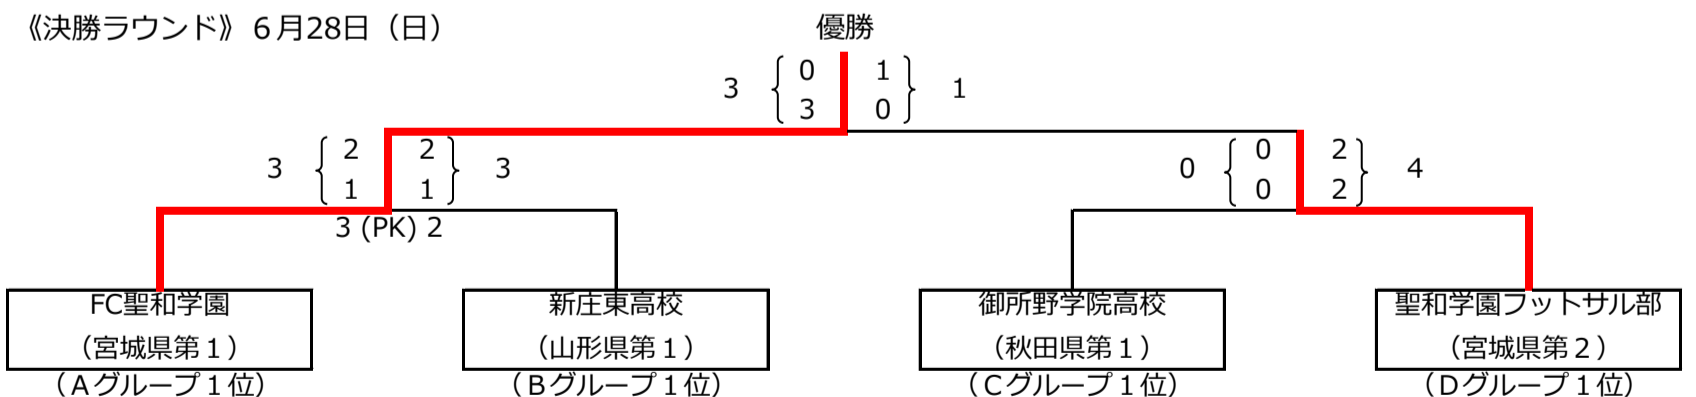 《決勝ラウンド》６月28日（日）
優勝
3 0 1 1
3 0
3 2 2 3
1 1
0 0 2 4
0 2
3 (PK) 2
FC聖和学園
（宮城県第１）
（Ａグループ１位）
新庄東高校
（山形県第１）
（Ｂグループ１位）
御所野学院高校
（秋田県第１）
（Ｃグループ１位）
聖和学園フットサル部
（宮城県第２）
（Ｄグループ１位）